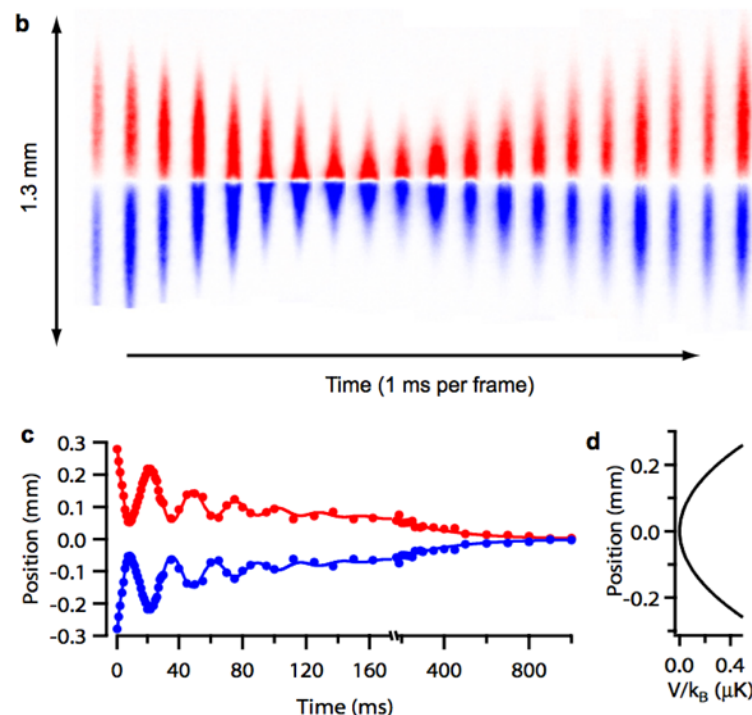 b
1.3 mm
Time (1 ms per frame)
c
Position (mm)
0.3
0.2
0.1
0.0
-0.1
-0.2
-0.3
0 40 80 120 160 400 800
Time (ms)
d
Position (mm)
0.2
0.0
-0.2
0.0 0.4
V/kB (μK)